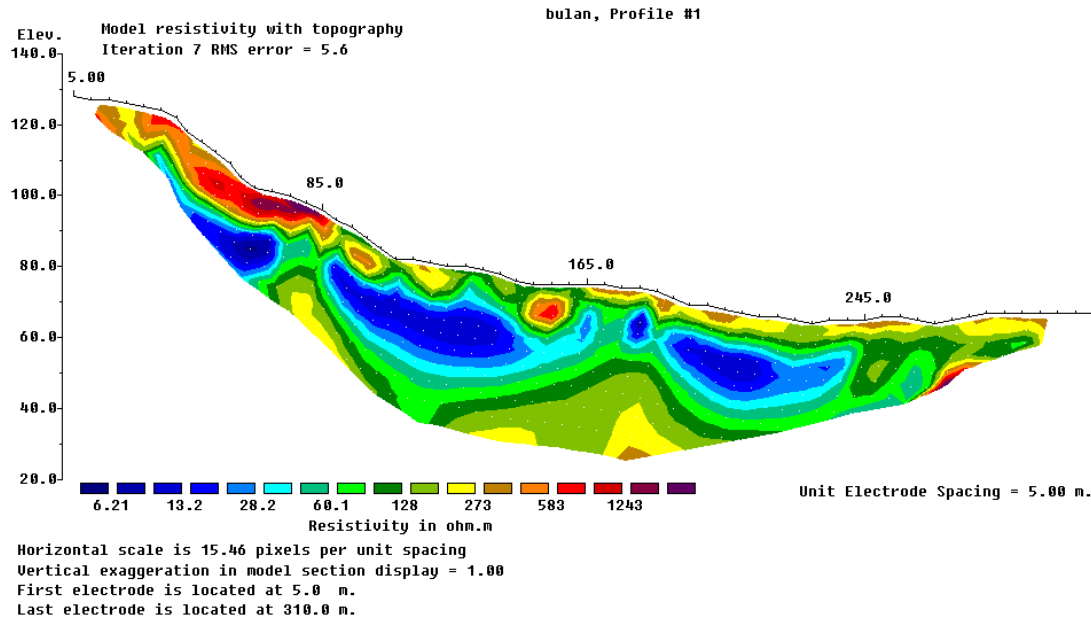 bulan, Profile #1
Model resistivity with topography
Iteration 7 RMS error = 5.6
Elev.
140.0
5.00
120.0
100.0
85.0
80.0
165.0
245.0
60.0
40.0
20.0
6.21 13.2 28.2 60.1 128 273 583 1243
Resistivity in ohm.m
Unit Electrode Spacing = 5.00 m.
Horizontal scale is 15.46 pixels per unit spacing
Vertical exaggeration in model section display = 1.00
First electrode is located at 5.0 m.
Last electrode is located at 310.0 m.